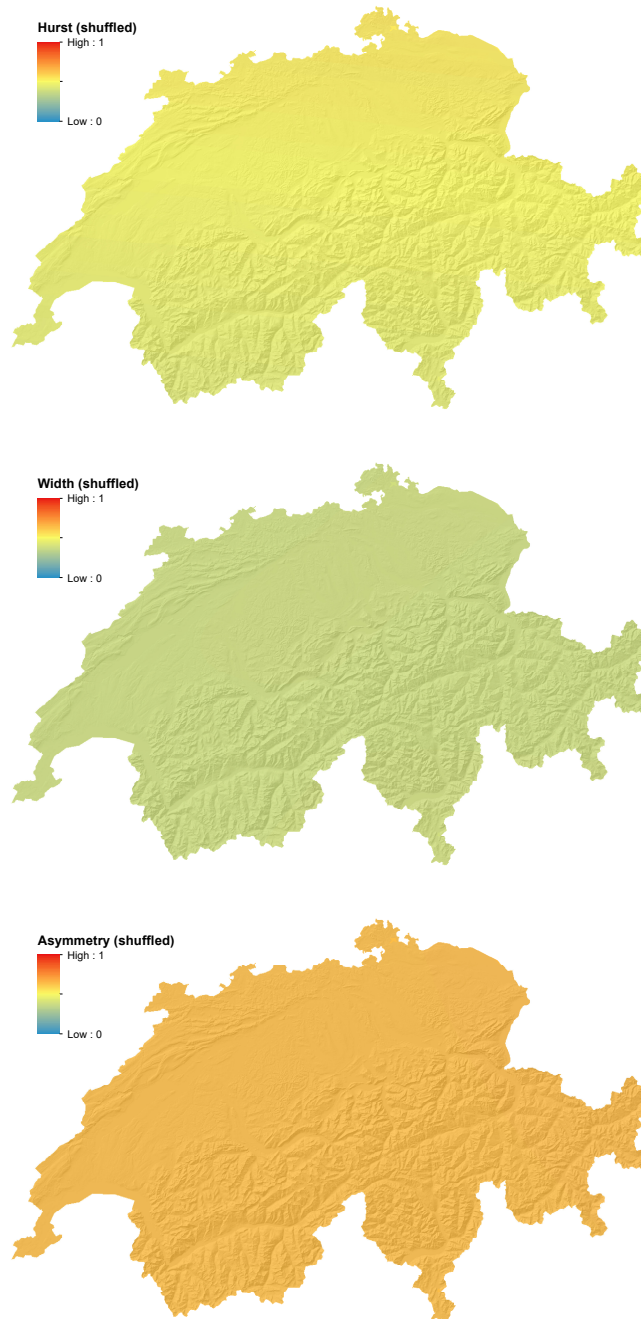 Hurst (shuffled)
High : 1
Low : 0
Width (shuffled)
High : 1
Low : 0
Asymmetry (shuffled)
High : 1
Low : 0